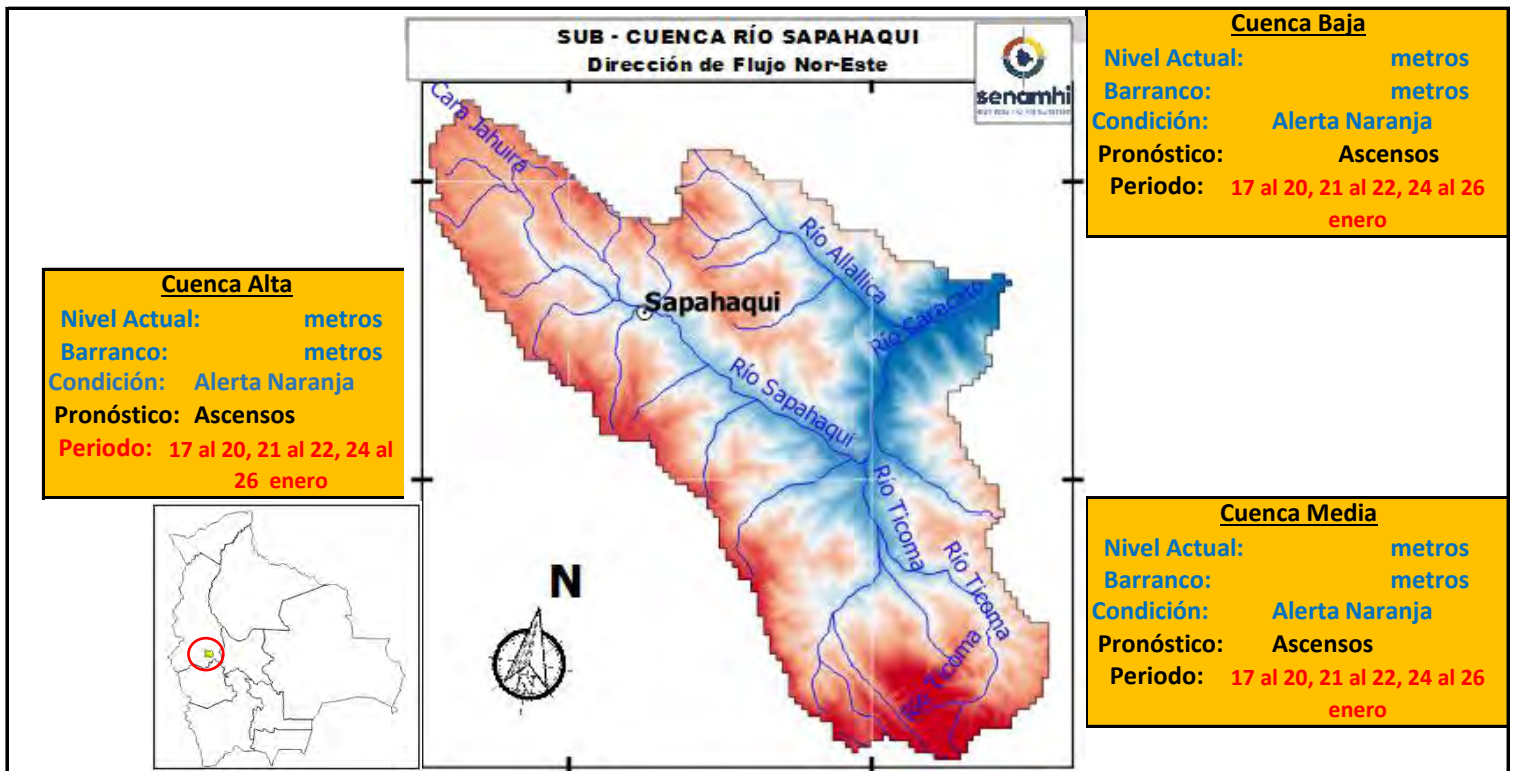 SUB - CUENCA RÍO SAPAHAQUI
Dirección de Flujo Nor-Este
senamhi
Cuenca Baja
Nivel Actual: metros
Barranco: metros
Condición: Alerta Naranja
Pronóstico: Ascensos
Periodo: 17 al 20, 21 al 22, 24 al 26
enero
Cuenca Alta
Nivel Actual: metros
Barranco: metros
Condición: Alerta Naranja
Pronóstico: Ascensos
Periodo: 17 al 20, 21 al 22, 24 al
26 enero
Cara Jahuira
Río Allallica
Sapahaqui
Río Caracato
Río Sapahaqui
Río Ticoma
Río Ticoma
Río Ticoma
N
Cuenca Media
Nivel Actual: metros
Barranco: metros
Condición: Alerta Naranja
Pronóstico: Ascensos
Periodo: 17 al 20, 21 al 22, 24 al 26
enero